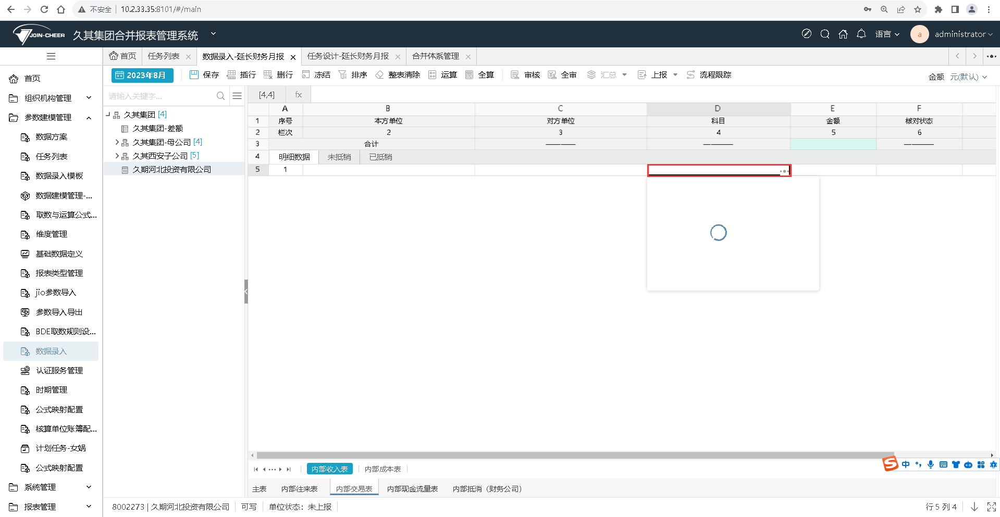 不安全 10.2.33.35:8101/#/main
JOIN-CHEER 久其集团合并报表管理系统 语言 a administrator
首页 任务列表 数据录入-延长财务月报 任务设计-延长财务月报 合并体系管理
2023年8月 保存 插行 删行 冻结 排序 整表清除 运算 全算 审核 全审 汇总 上报 流程跟踪 金额 元(默认)
首页
组织机构管理
参数建模管理
数据方案
任务列表
数据录入模板
数据建模管理-...
取数与运算公式...
维度管理
基础数据定义
报表类型管理
jio参数导入
参数导入导出
BDE取数规则设...
数据录入
认证服务管理
时期管理
公式映射配置
核算单位账簿配...
计划任务-女娲
公式映射配置
系统管理
报表管理
请输入关键字...
久其集团 [4]
久其集团-差额
久其集团-母公司 [4]
久其西安子公司 [5]
久期河北投资有限公司
[4,4] fx
A B C D E F
1 序号 本方单位 对方单位 科目 金额 核对状态
2 栏次 2 3 4 5 6
3 合计 ———— ———— ————
4 明细数据 未抵销 已抵销
5 1
内部收入表 内部成本表
中
主表 内部往来表 内部交易表 内部现金流量表 内部抵消（财务公司）
8002273 | 久期河北投资有限公司 可写 单位状态：未上报 行 5 列 4